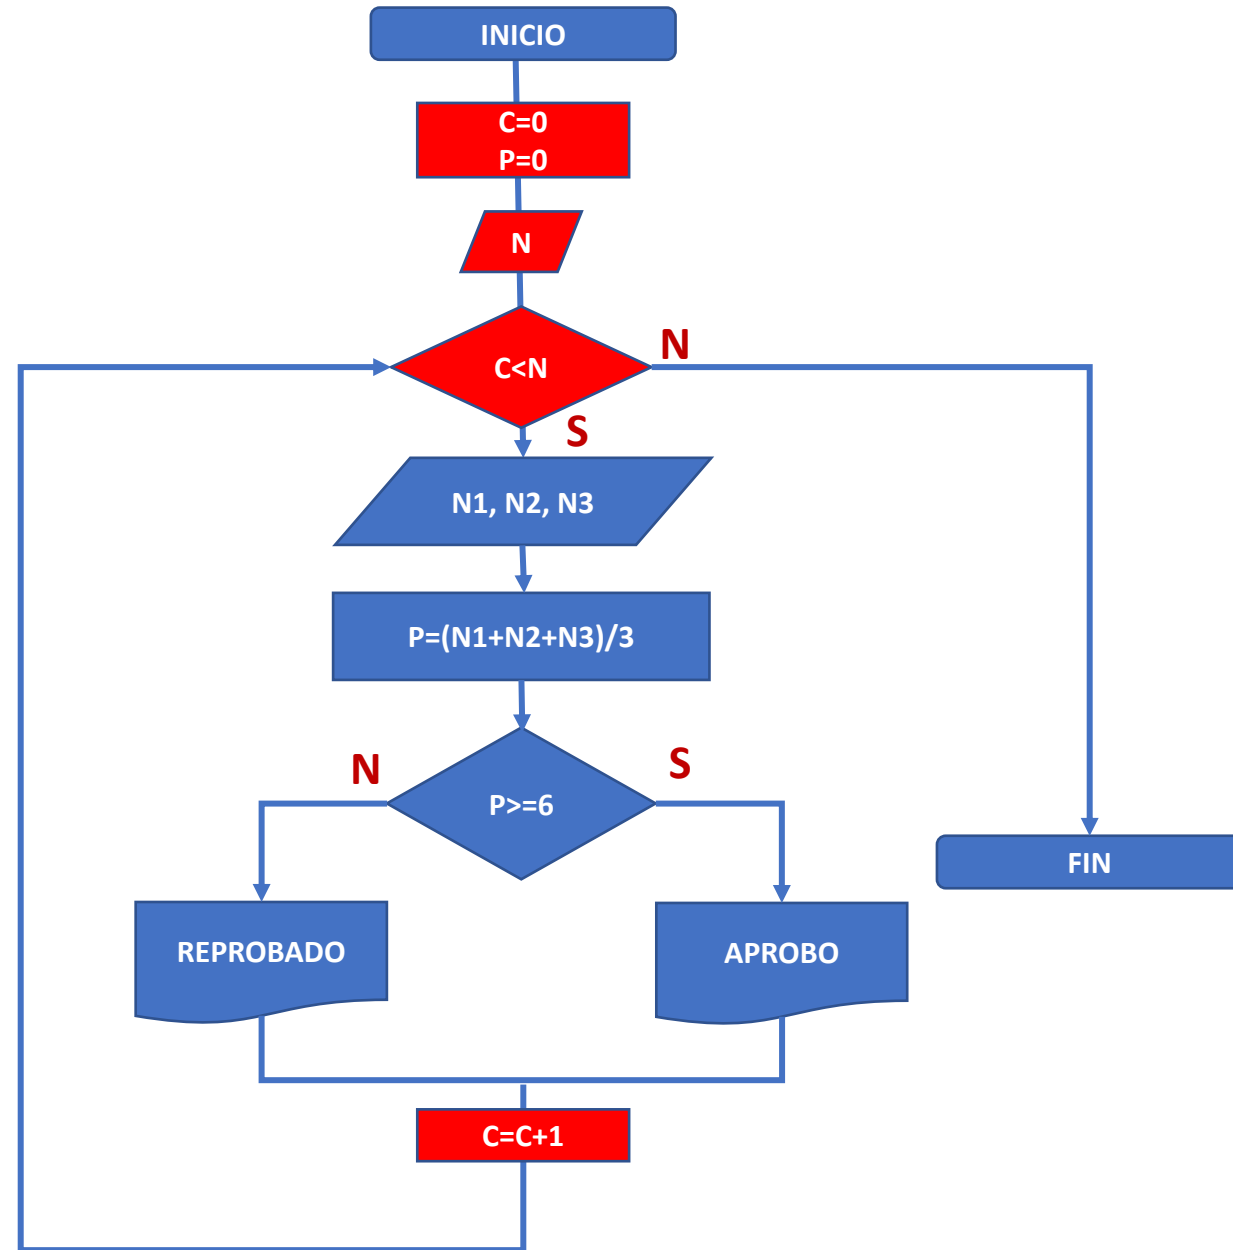 INICIO
C=0
P=0
N
C<N
N
S
N1, N2, N3
P=(N1+N2+N3)/3
N
S
P>=6
FIN
REPROBADO
APROBO
C=C+1